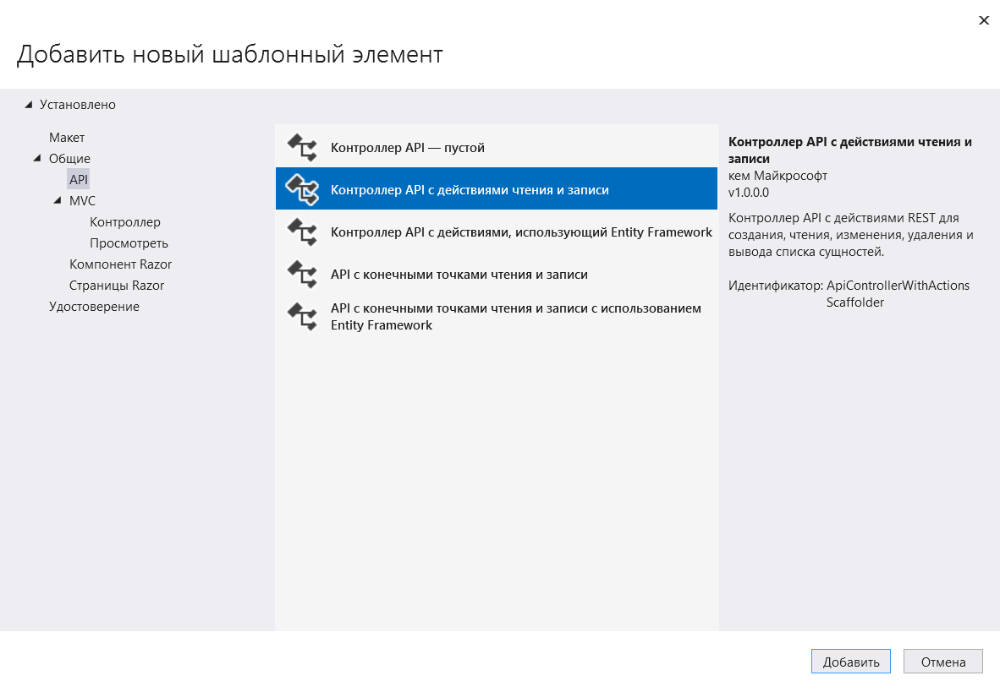 Добавить новый шаблонный элемент
Установлено
Макет
Общие
API
MVC
Контроллер
Просмотреть
Компонент Razor
Страницы Razor
Удостоверение
Контроллер API — пустой
Контроллер API с действиями чтения и записи
Контроллер API с действиями, использующий Entity Framework
API с конечными точками чтения и записи
API с конечными точками чтения и записи с использованием
Entity Framework
Контроллер API с действиями чтения и
записи
кем Майкрософт
v1.0.0.0
Контроллер API с действиями REST для
создания, чтения, изменения, удаления и
вывода списка сущностей.
Идентификатор: ApiControllerWithActions
Scaffolder
Добавить
Отмена